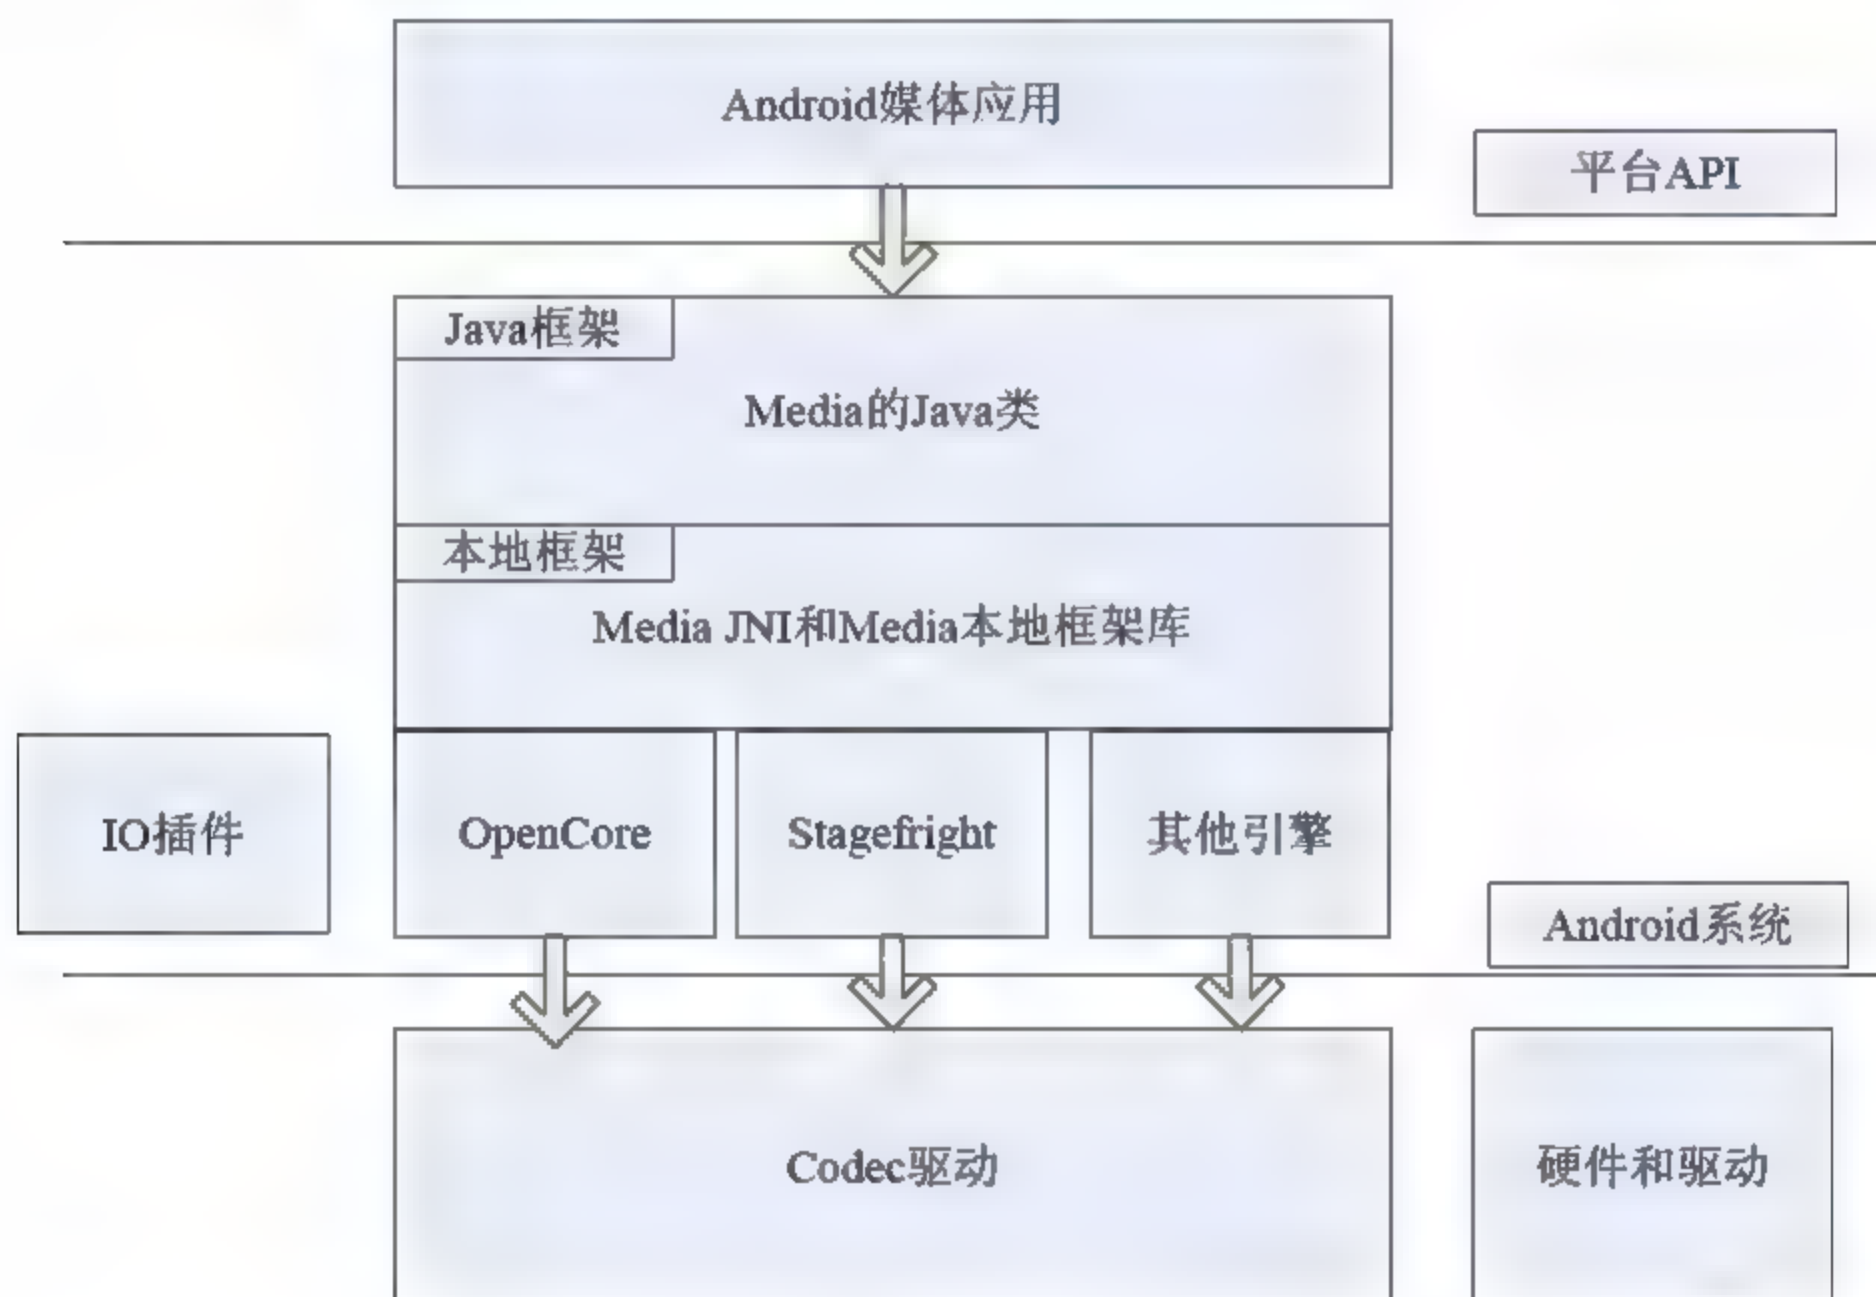 Android媒体应用
平台API
Java框架
Media的Java类
本地框架
Media JNI和Media本地框架库
IO插件
OpenCore
Stagefright
其他引擎
Android系统
Codec驱动
硬件和驱动